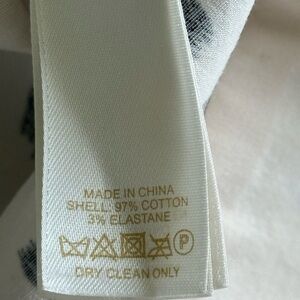 MADE IN CHINA
SHELL: 97% COTTON
3% ELASTANE
P
DRY CLEAN ONLY